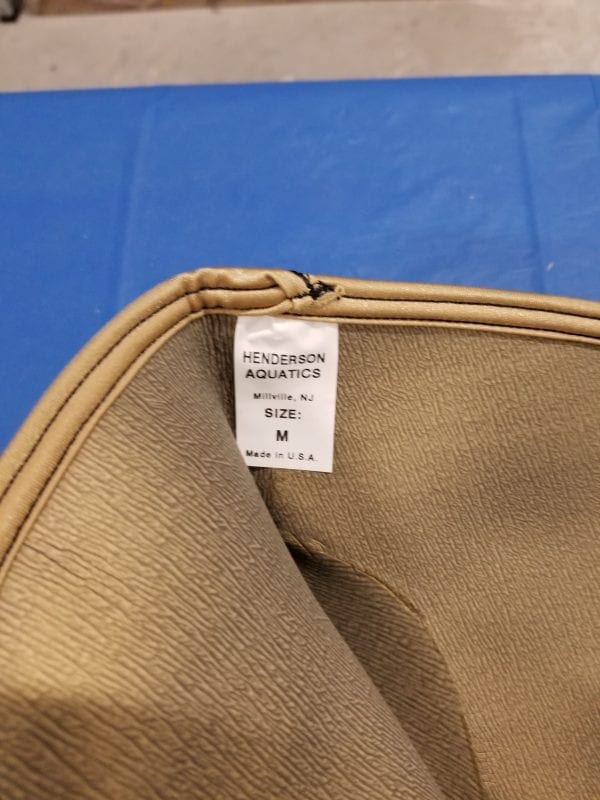 HENDERSON
AQUATICS
Millville, NJ
SIZE:
M
Made in U.S.A.